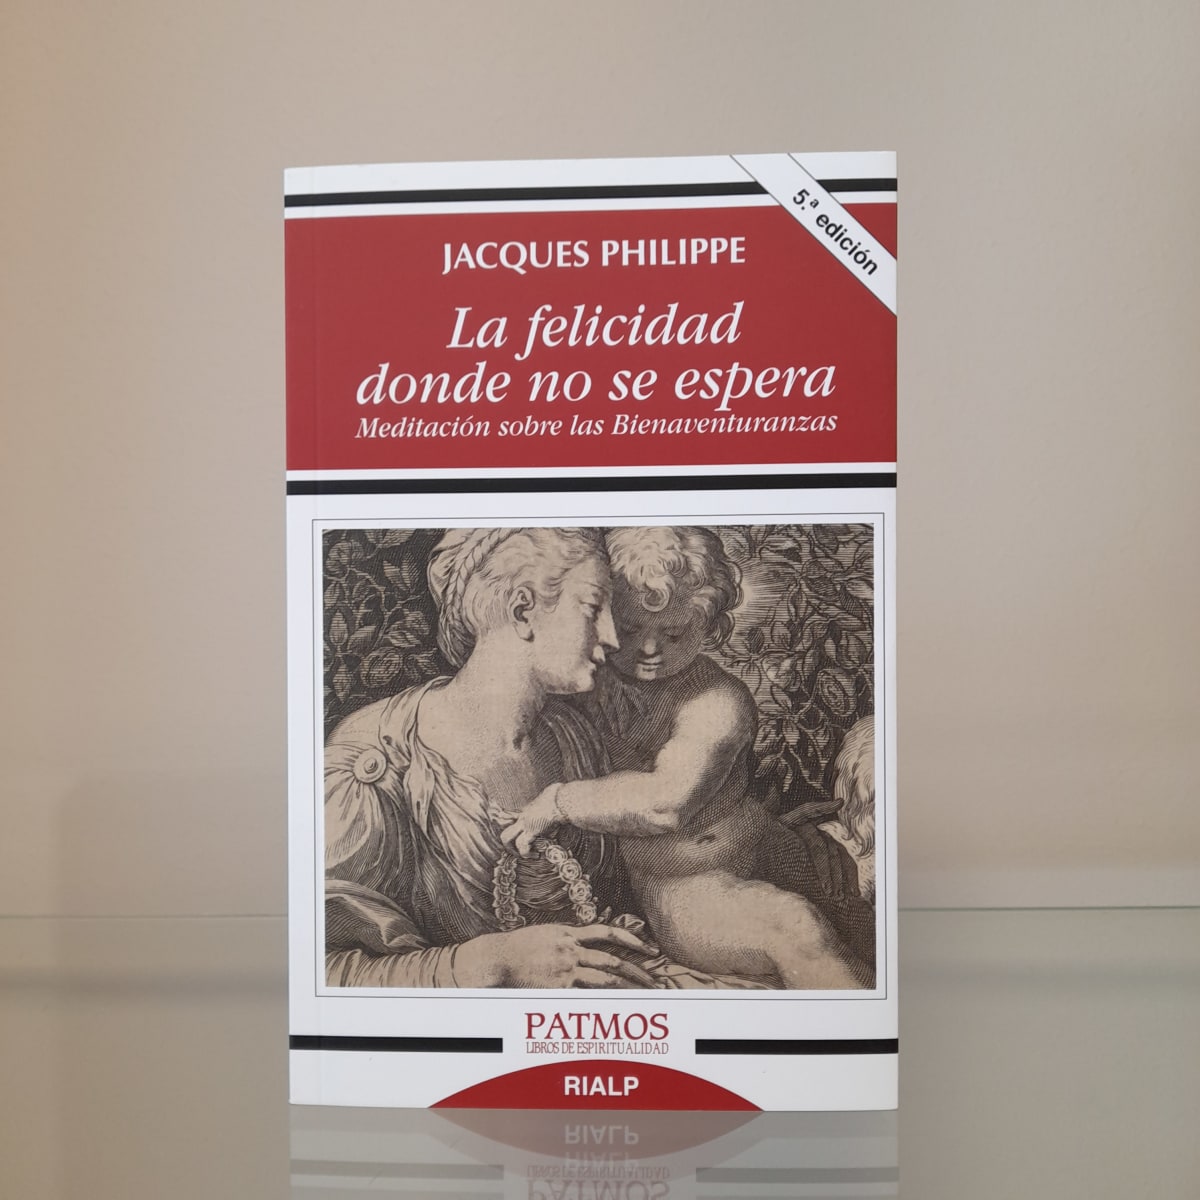 5.ª edición
JACQUES PHILIPPE
La felicidad
donde no se espera
Meditación sobre las Bienaventuranzas
PATMOS
LIBROS DE ESPIRITUALIDAD
RIALP